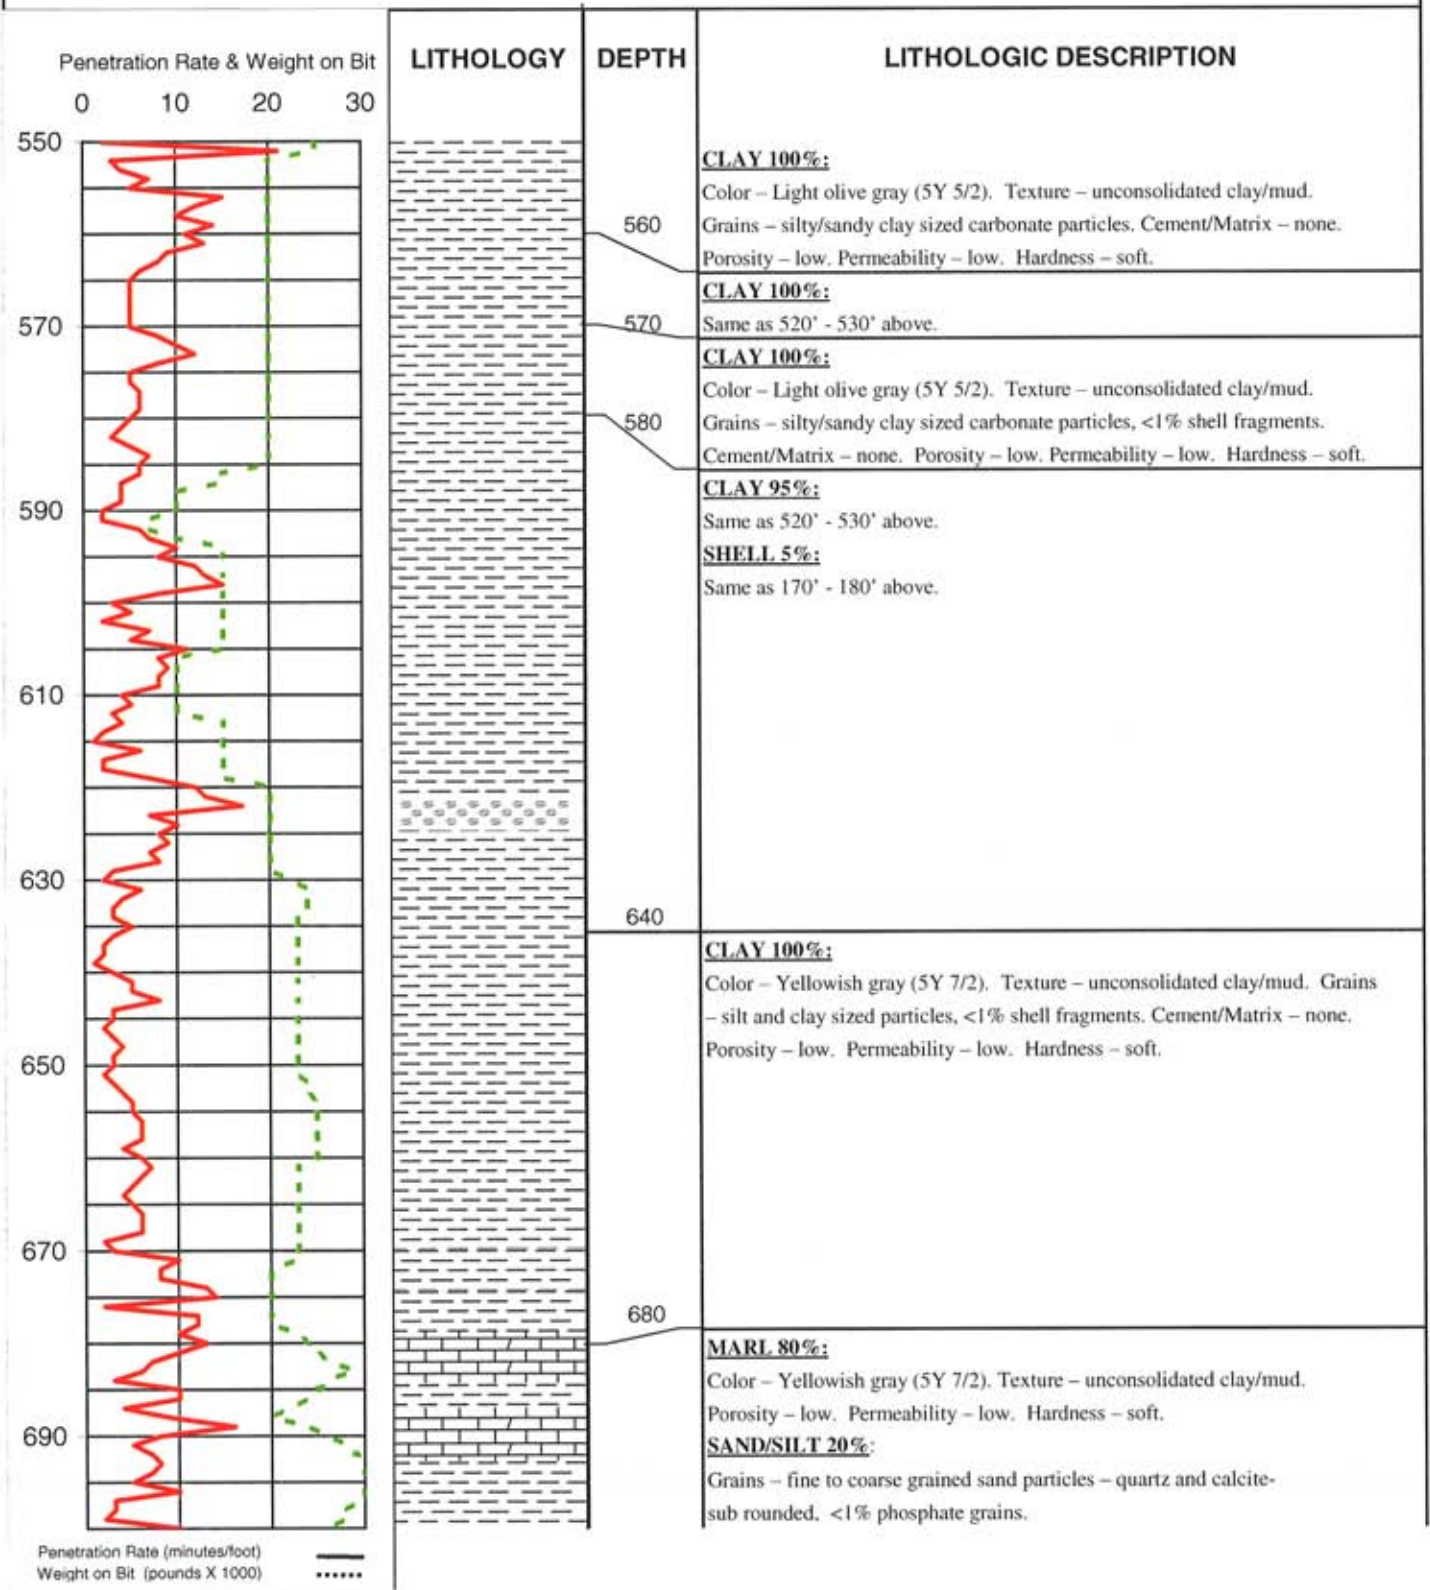 Penetration Rate & Weight on Bit
0 10 20 30
LITHOLOGY
DEPTH
LITHOLOGIC DESCRIPTION
550
570
590
610
630
650
670
690
Penetration Rate (minutes/foot)
Weight on Bit (pounds X 1000)
560
570
580
640
680
CLAY 100%:
Color – Light olive gray (5Y 5/2). Texture – unconsolidated clay/mud.
Grains – silty/sandy clay sized carbonate particles. Cement/Matrix – none.
Porosity – low. Permeability – low. Hardness – soft.
CLAY 100%:
Same as 520' - 530' above.
CLAY 100%:
Color – Light olive gray (5Y 5/2). Texture – unconsolidated clay/mud.
Grains – silty/sandy clay sized carbonate particles, <1% shell fragments.
Cement/Matrix – none. Porosity – low. Permeability – low. Hardness – soft.
CLAY 95%:
Same as 520' - 530' above.
SHELL 5%:
Same as 170' - 180' above.
CLAY 100%:
Color – Yellowish gray (5Y 7/2). Texture – unconsolidated clay/mud. Grains
– silt and clay sized particles, <1% shell fragments. Cement/Matrix – none.
Porosity – low. Permeability – low. Hardness – soft.
MARL 80%:
Color – Yellowish gray (5Y 7/2). Texture – unconsolidated clay/mud.
Porosity – low. Permeability – low. Hardness – soft.
SAND/SILT 20%:
Grains – fine to coarse grained sand particles – quartz and calcite-
sub rounded, <1% phosphate grains.